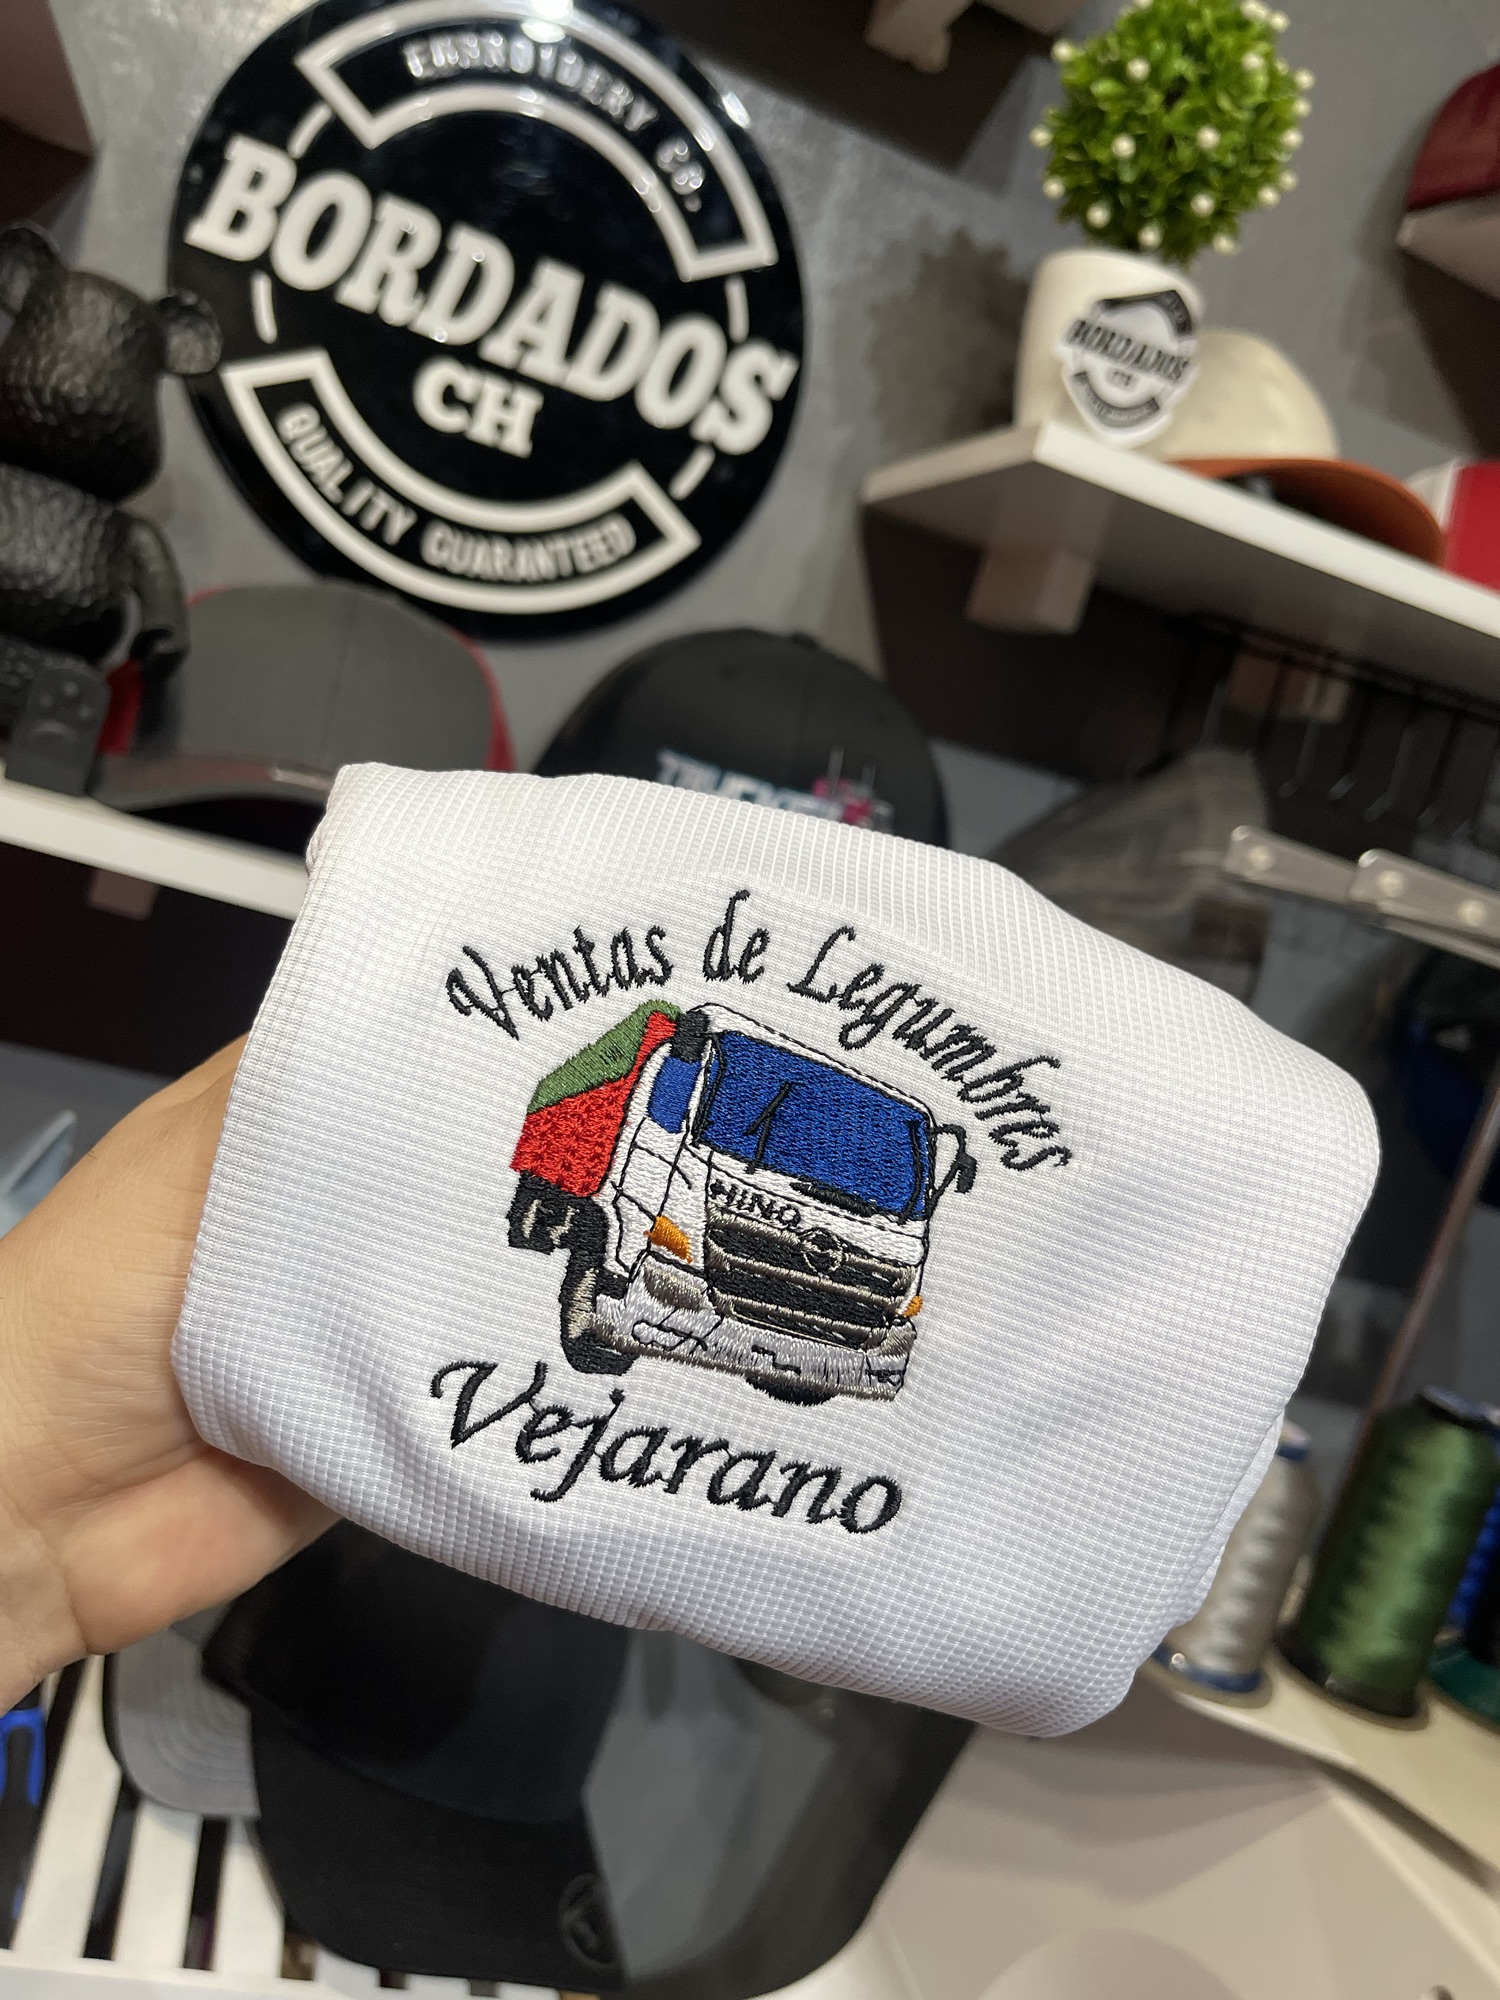 EMBROIDERY CO.
BORDADOS
CH
QUALITY GUARANTEED
BORDADOS
CH
Ventas de Legumbres
HINO
Vejarano